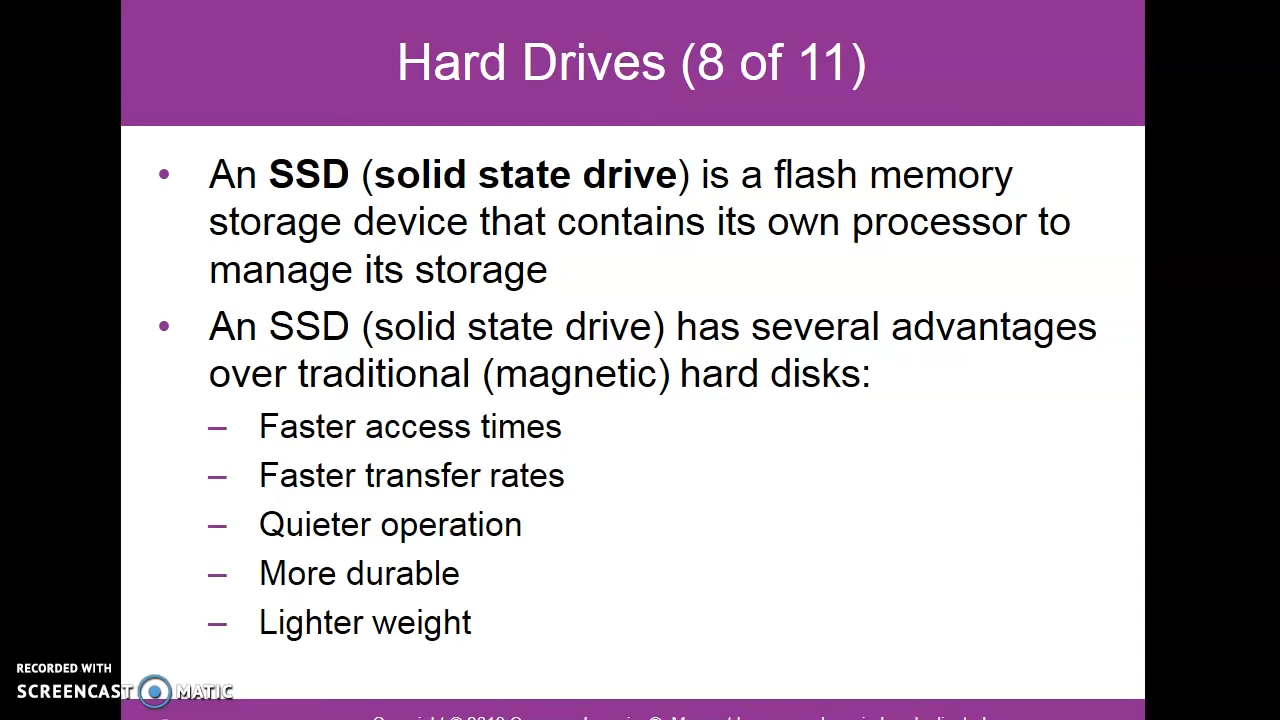 Hard Drives (8 of 11)
• An SSD (solid state drive) is a flash memory
storage device that contains its own processor to
manage its storage
• An SSD (solid state drive) has several advantages
over traditional (magnetic) hard disks:
– Faster access times
– Faster transfer rates
– Quieter operation
– More durable
– Lighter weight
RECORDED WITH
SCREENCAST MATIC